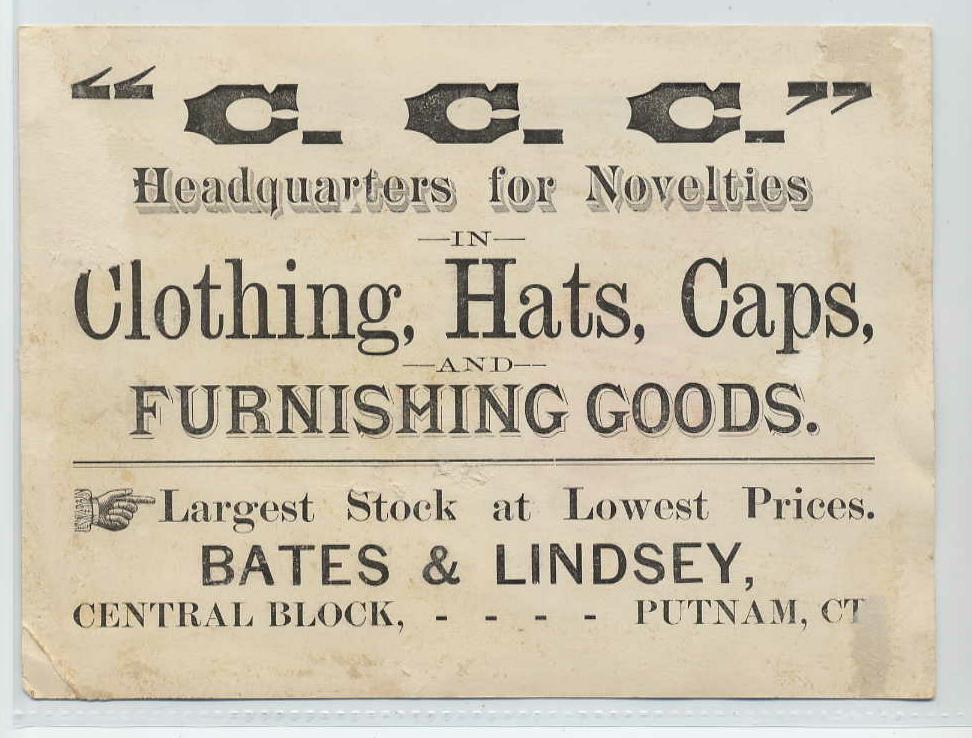 “C. C. C.”
Headquarters for Novelties
—IN—
Clothing, Hats, Caps,
—AND—
FURNISHING GOODS.
Largest Stock at Lowest Prices.
BATES & LINDSEY,
CENTRAL BLOCK, - - - - PUTNAM, CT